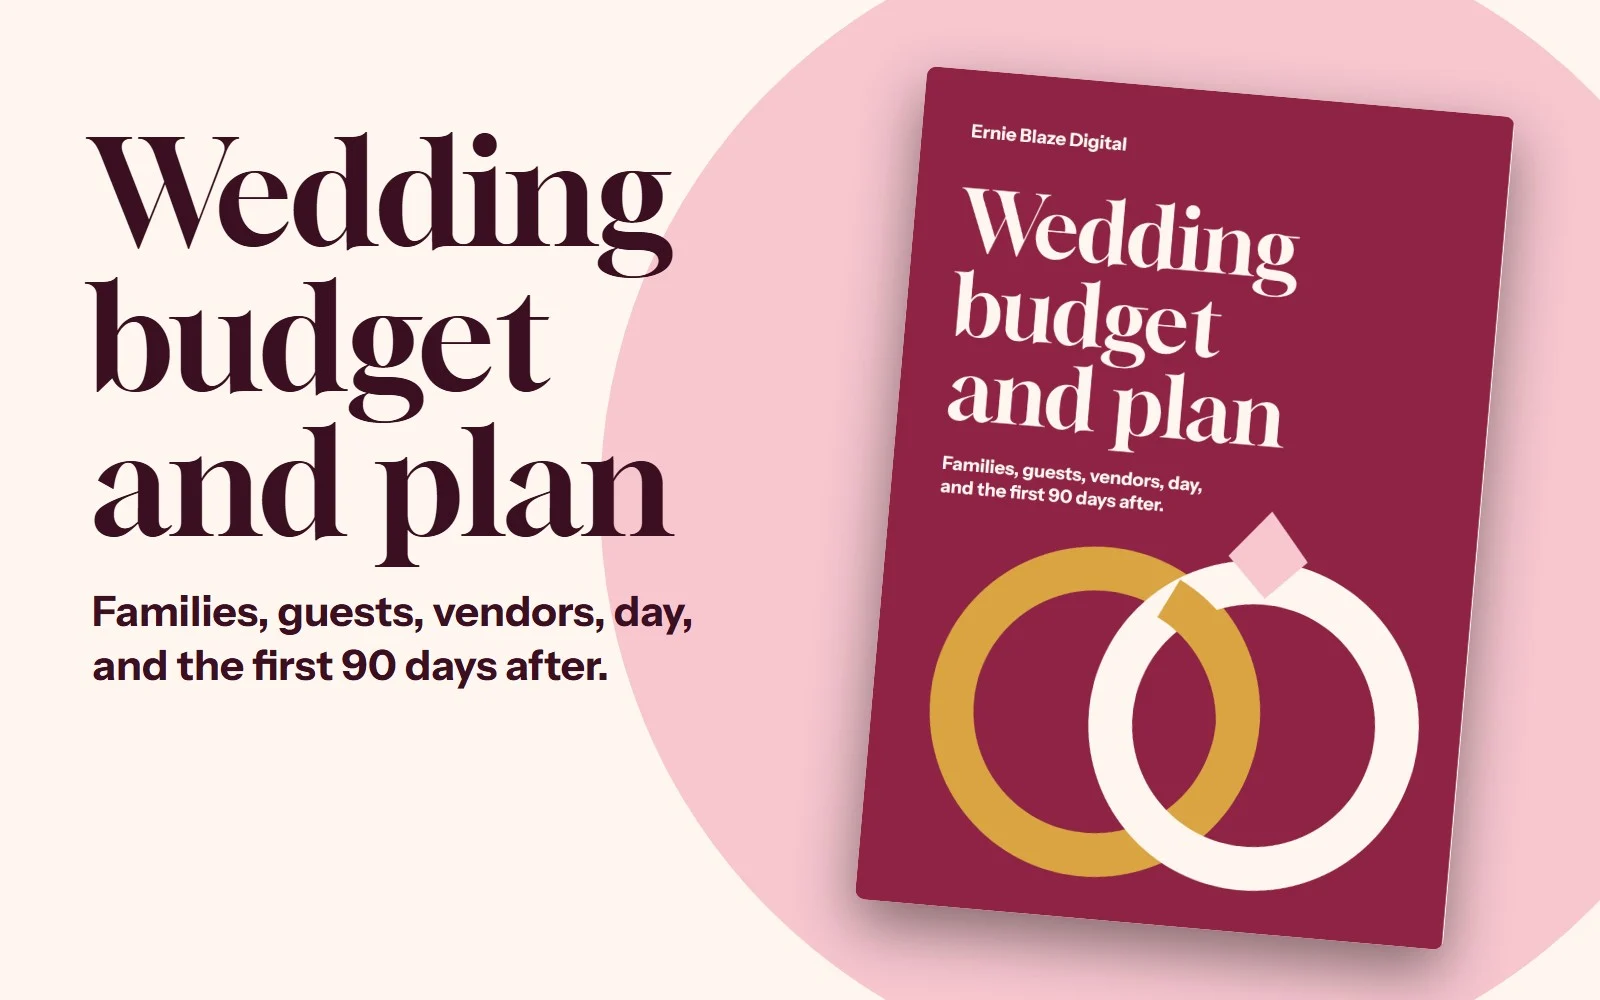 Wedding
budget
and plan
Families, guests, vendors, day,
and the first 90 days after.
Ernie Blaze Digital
Wedding
budget
and plan
Families, guests, vendors, day,
and the first 90 days after.